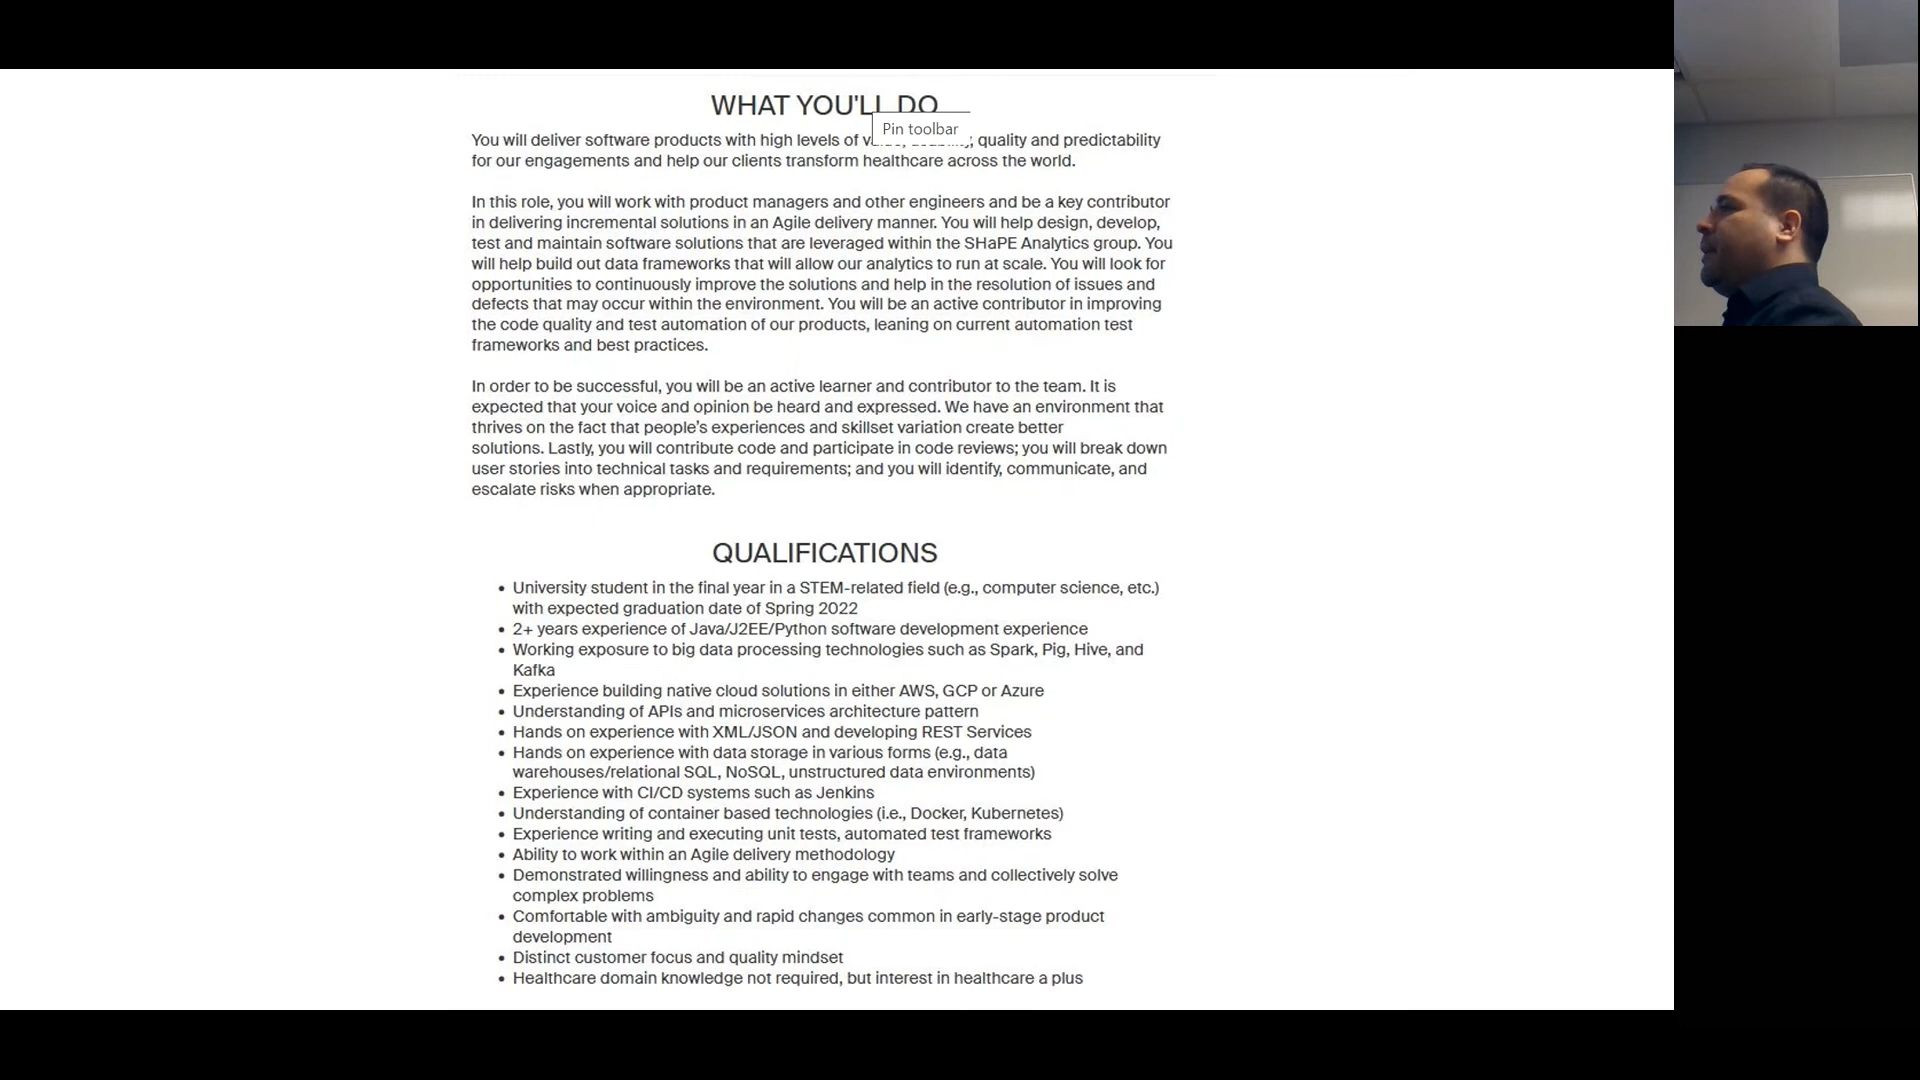 WHAT YOU'LL DO
Pin toolbar
You will deliver software products with high levels of quality and predictability
for our engagements and help our clients transform healthcare across the world.
In this role, you will work with product managers and other engineers and be a key contributor
in delivering incremental solutions in an Agile delivery manner. You will help design, develop,
test and maintain software solutions that are leveraged within the SHaPE Analytics group. You
will help build out data frameworks that will allow our analytics to run at scale. You will look for
opportunities to continuously improve the solutions and help in the resolution of issues and
defects that may occur within the environment. You will be an active contributor in improving
the code quality and test automation of our products, leaning on current automation test
frameworks and best practices.
In order to be successful, you will be an active learner and contributor to the team. It is
expected that your voice and opinion be heard and expressed. We have an environment that
thrives on the fact that people's experiences and skillset variation create better
solutions. Lastly, you will contribute code and participate in code reviews; you will break down
user stories into technical tasks and requirements; and you will identify, communicate, and
escalate risks when appropriate.
QUALIFICATIONS
• University student in the final year in a STEM-related field (e.g., computer science, etc.)
with expected graduation date of Spring 2022
• 2+ years experience of Java/J2EE/Python software development experience
• Working exposure to big data processing technologies such as Spark, Pig, Hive, and
Kafka
• Experience building native cloud solutions in either AWS, GCP or Azure
• Understanding of APIs and microservices architecture pattern
• Hands on experience with XML/JSON and developing REST Services
• Hands on experience with data storage in various forms (e.g., data
warehouses/relational SQL, NoSQL, unstructured data environments)
• Experience with CI/CD systems such as Jenkins
• Understanding of container based technologies (i.e., Docker, Kubernetes)
• Experience writing and executing unit tests, automated test frameworks
• Ability to work within an Agile delivery methodology
• Demonstrated willingness and ability to engage with teams and collectively solve
complex problems
• Comfortable with ambiguity and rapid changes common in early-stage product
development
• Distinct customer focus and quality mindset
• Healthcare domain knowledge not required, but interest in healthcare a plus